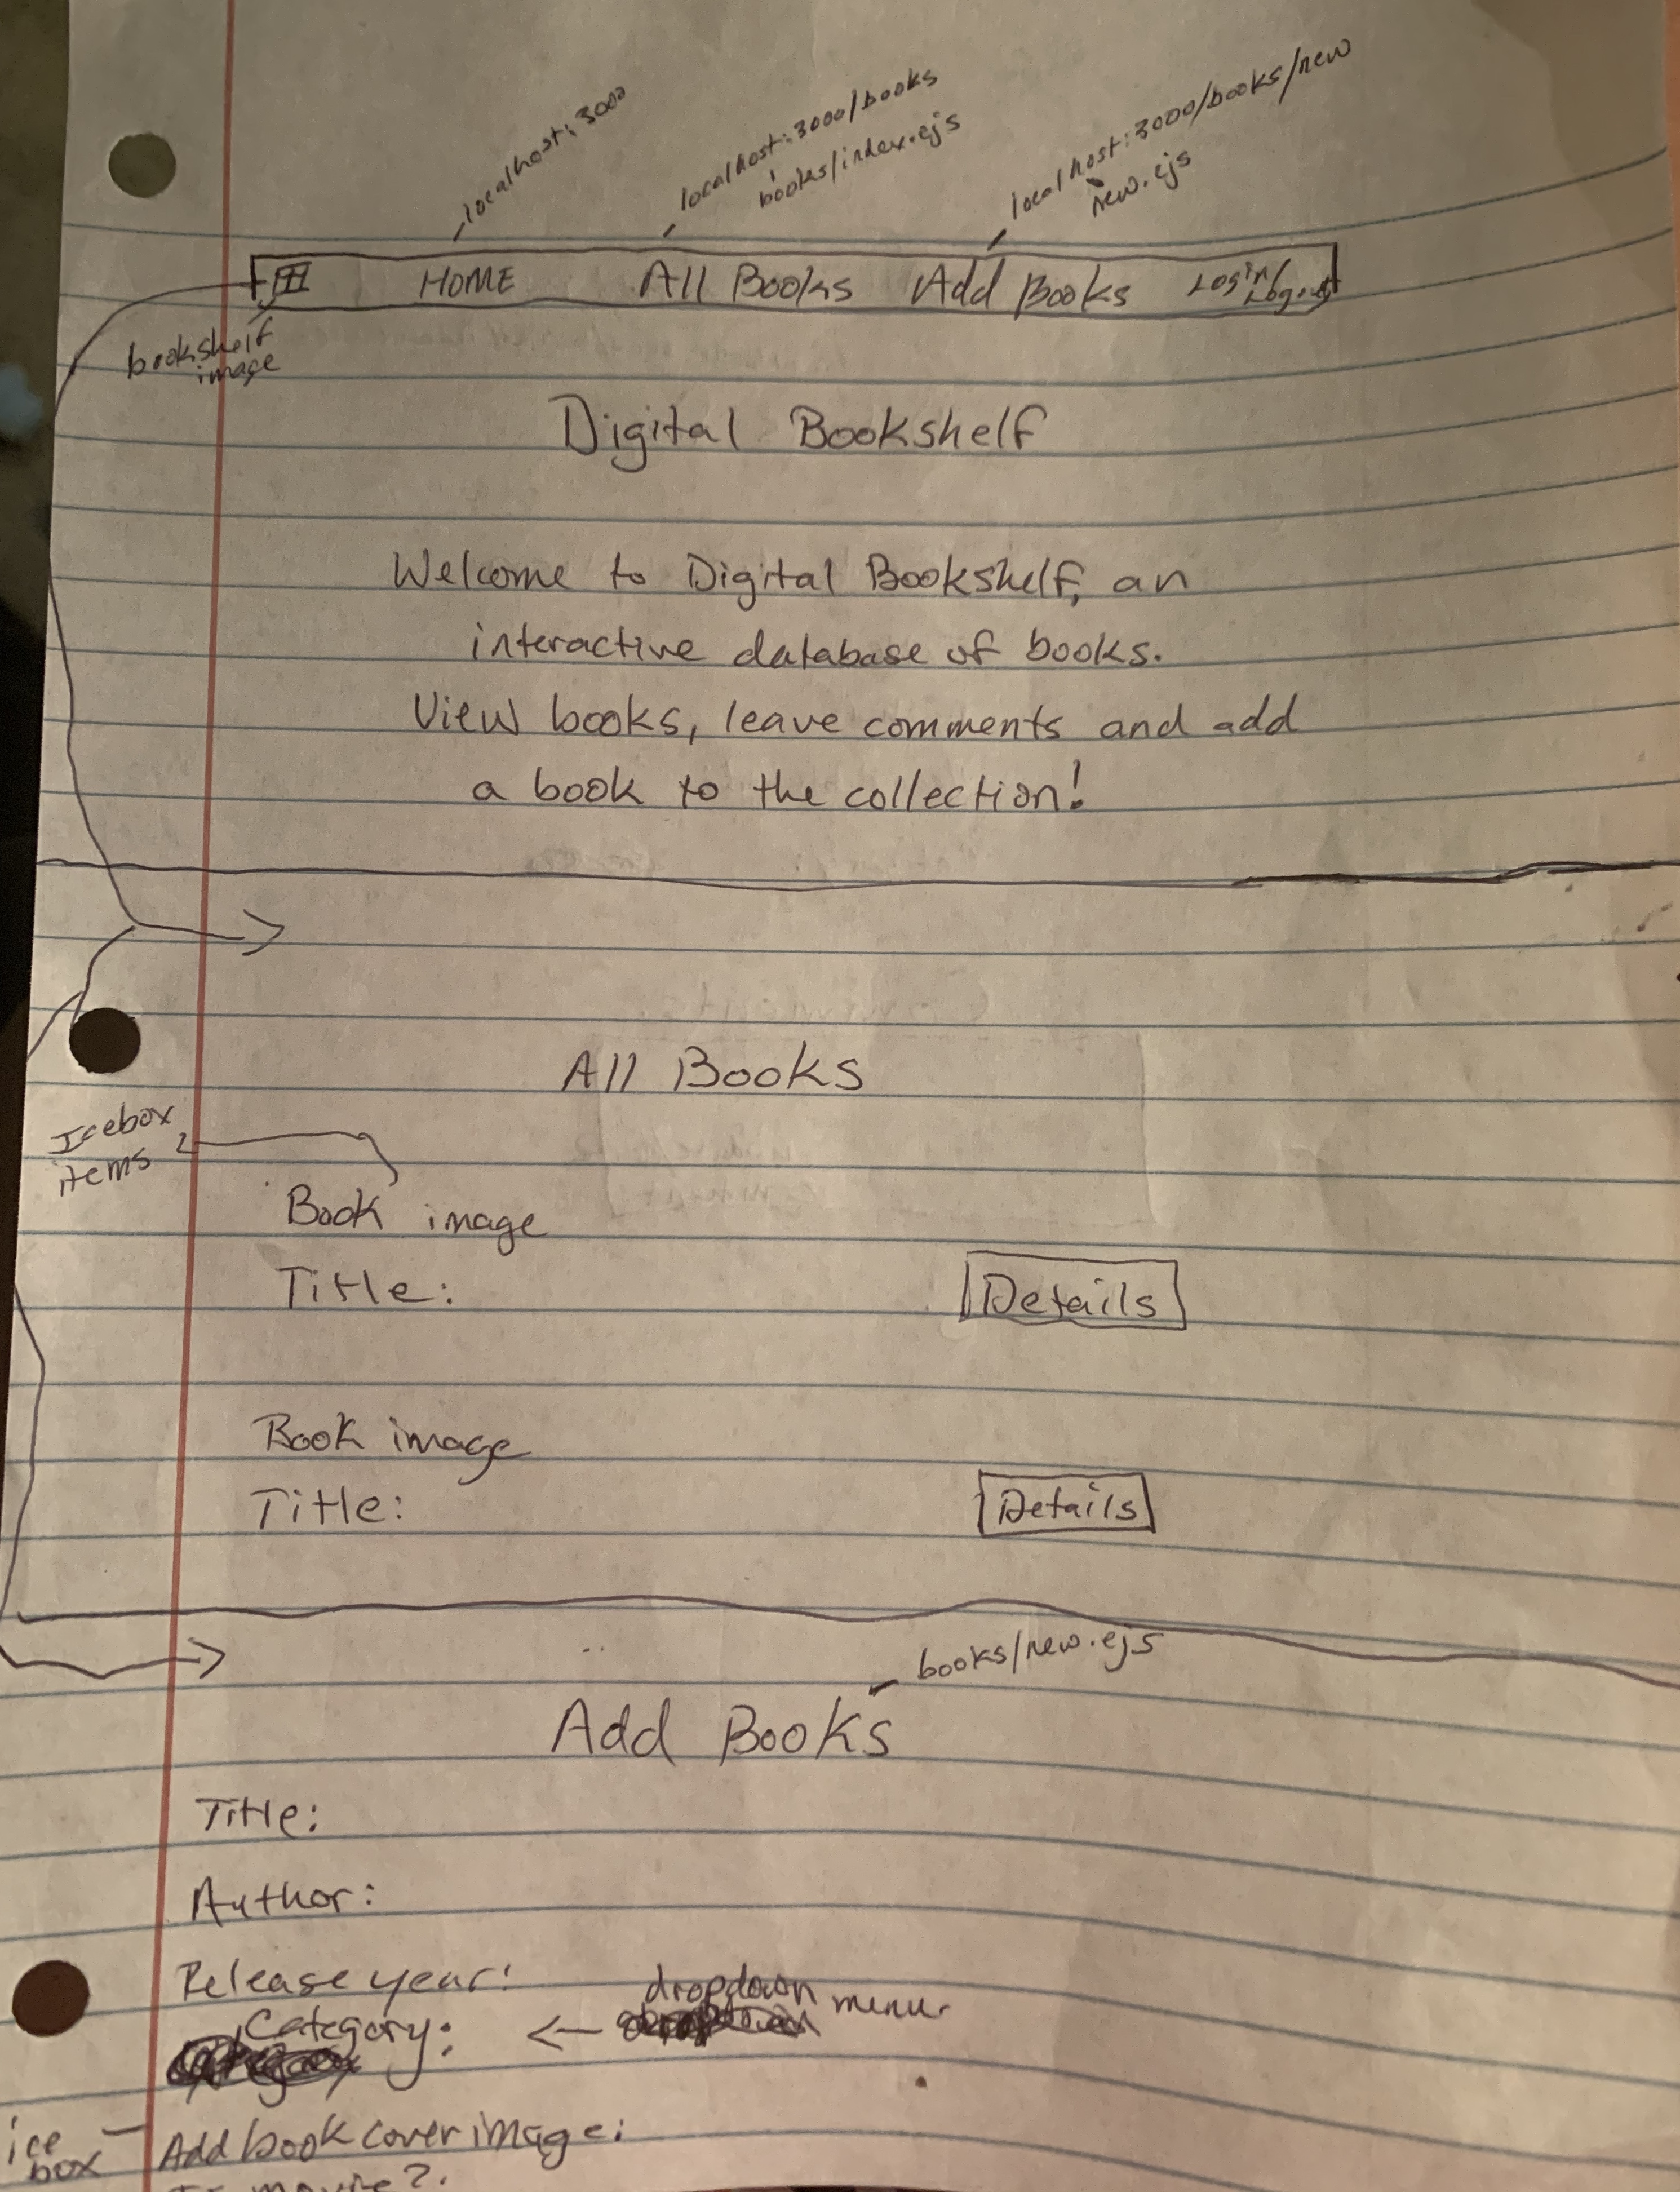 localhost:3000
localhost:3000/books
books/index.ejs
localhost:3000/books/new
new.ejs
HOME All Books Add Books Login/
Logout
bookshelf
image
Digital Bookshelf
Welcome to Digital Bookshelf, an
interactive database of books.
View books, leave comments and add
a book to the collection!
All Books
Icebox
items
Book image
Title: Details
Book image
Title: Details
books/new.ejs
Add Books
Title:
Author:
Release year:
Category: <— dropdown menu
ice
box
Add book cover image:
movie?